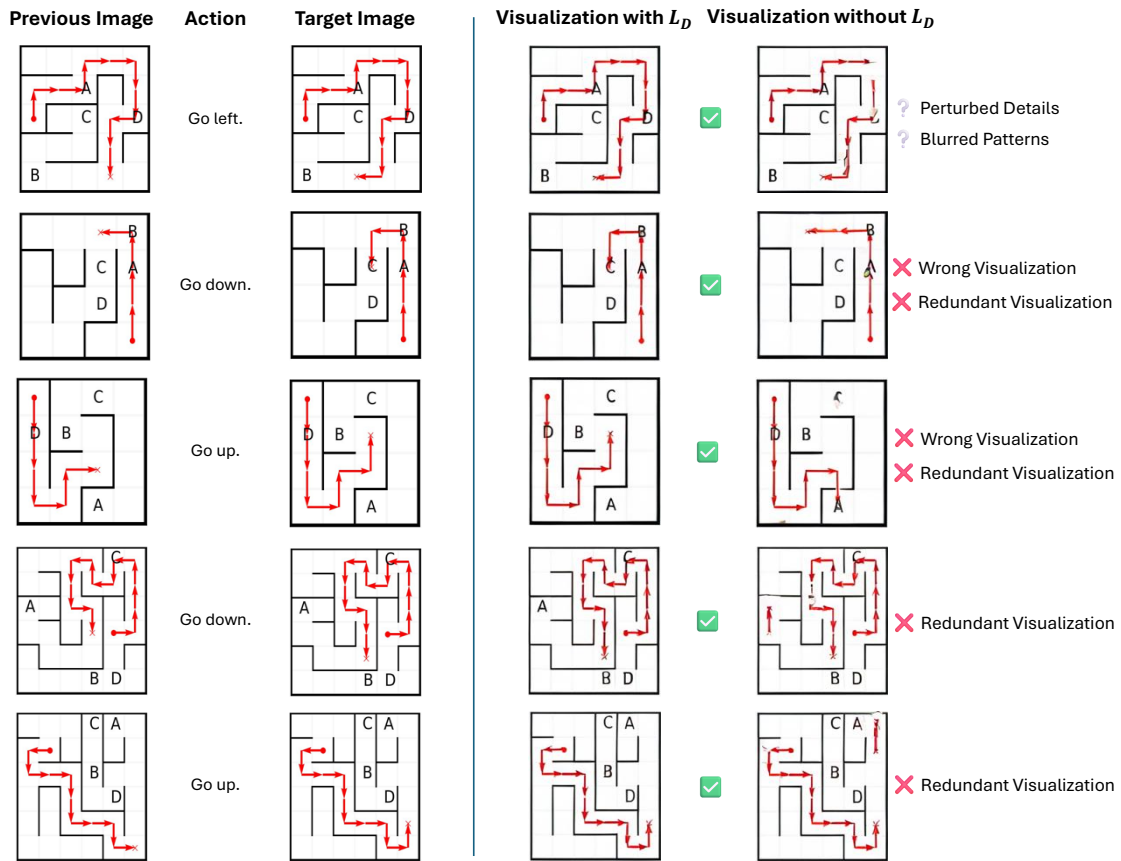 Previous Image Action Target Image Visualization with L_D Visualization without L_D
A
C D
B
Go left.
A
C D
B
A
C D
B
A
C
B
? Perturbed Details
? Blurred Patterns
B
C A
D
Go down.
B
C A
D
B
C A
D
B
C A
D
Wrong Visualization
Redundant Visualization
C
D B
A
Go up.
C
D B
A
C
D B
A
D B
A
Wrong Visualization
Redundant Visualization
C
A
B D
Go down.
C
A
B D
C
A
B D
C
B D
Redundant Visualization
C A
B
D
Go up.
C A
B
D
C A
B
D
C A
B
D
Redundant Visualization